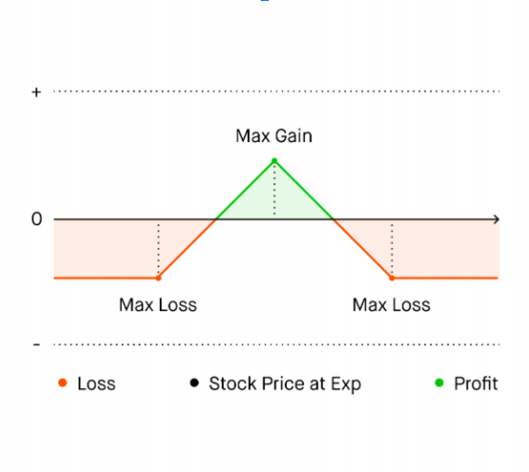 +
Max Gain
0
Max Loss Max Loss
-
Loss Stock Price at Exp Profit